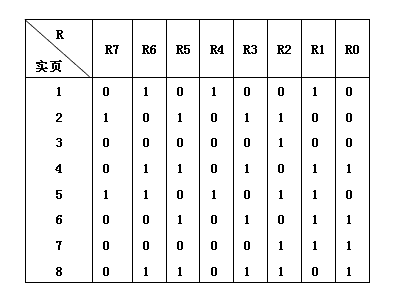 R
实页
R7 R6 R5 R4 R3 R2 R1 R0
1 0 1 0 1 0 0 1 0
2 1 0 1 0 1 1 0 0
3 0 0 0 0 0 1 0 0
4 0 1 1 0 1 0 1 1
5 1 1 0 1 0 1 1 0
6 0 0 1 0 1 0 1 1
7 0 0 0 0 0 1 1 1
8 0 1 1 0 1 1 0 1